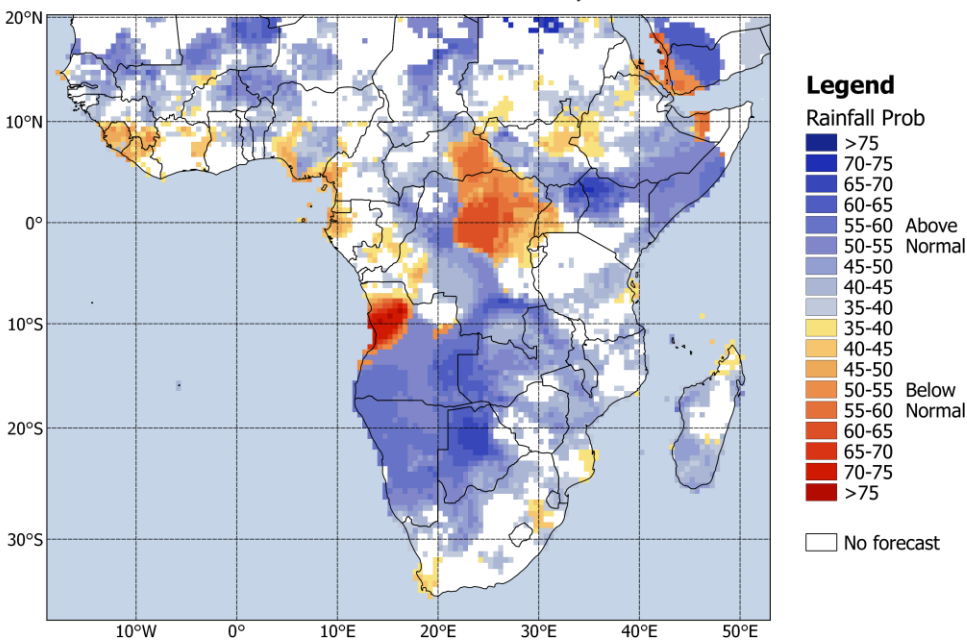 20°N
10°N
0°
10°S
20°S
30°S
10°W 0° 10°E 20°E 30°E 40°E 50°E
Legend
Rainfall Prob
>75
70-75
65-70
60-65
55-60 Above
50-55 Normal
45-50
40-45
35-40
35-40
40-45
45-50
50-55 Below
55-60 Normal
60-65
65-70
70-75
>75
No forecast